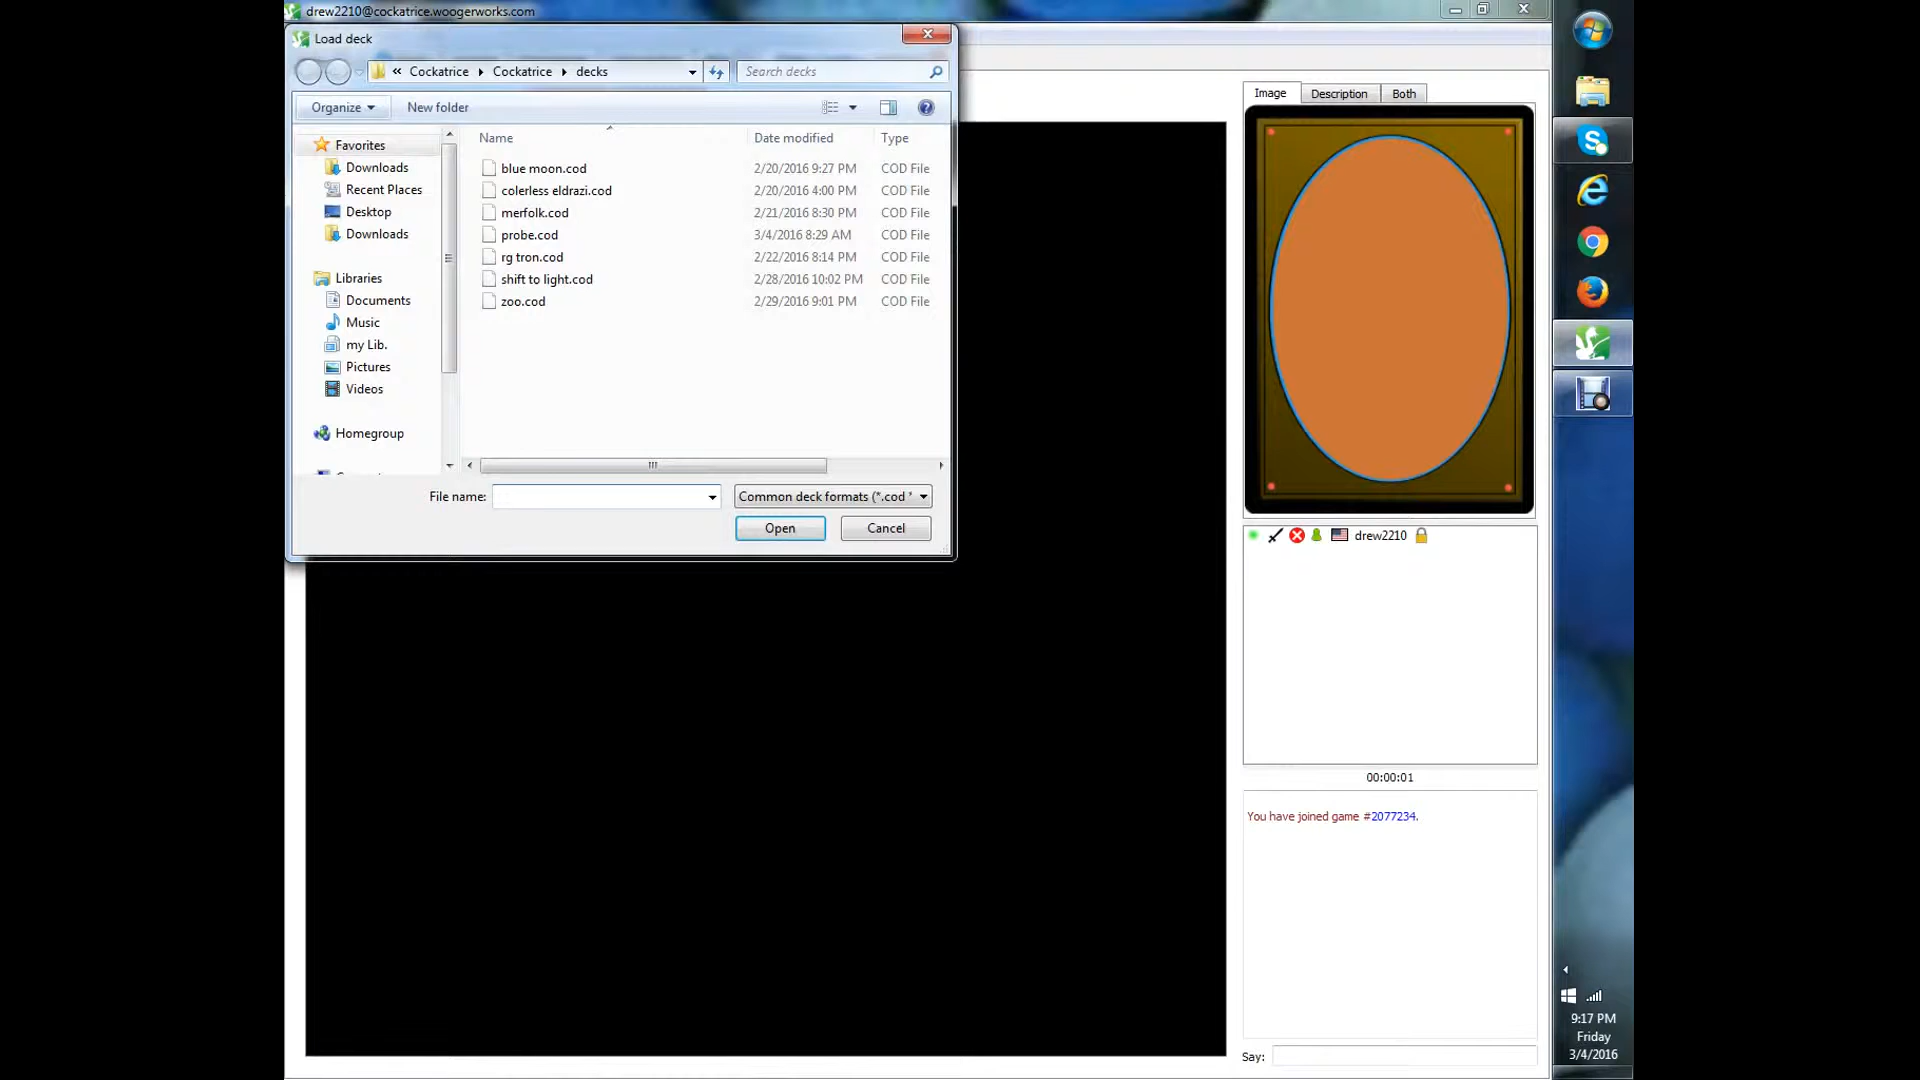 drew2210@cockatrice.woogerworks.com
Load deck
« Cockatrice ▸ Cockatrice ▸ decks
Search decks
Organize
New folder
Name Date modified Type
Favorites
Downloads
Recent Places
Desktop
Downloads
Libraries
Documents
Music
my Lib.
Pictures
Videos
Homegroup
blue moon.cod 2/20/2016 9:27 PM COD File
colerless eldrazi.cod 2/20/2016 4:00 PM COD File
merfolk.cod 2/21/2016 8:30 PM COD File
probe.cod 3/4/2016 8:29 AM COD File
rg tron.cod 2/22/2016 8:14 PM COD File
shift to light.cod 2/28/2016 10:02 PM COD File
zoo.cod 2/29/2016 9:01 PM COD File
File name:
Common deck formats (*.cod *
Open Cancel
Image Description Both
drew2210
00:00:01
You have joined game #2077234.
Say:
9:17 PM
Friday
3/4/2016